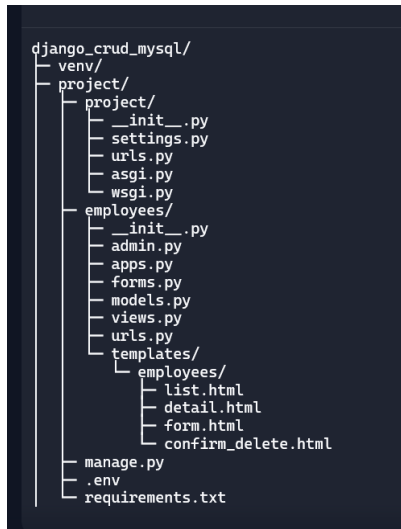 django_crud_mysql/
├─ venv/
├─ project/
│  ├─ project/
│  │  ├─ __init__.py
│  │  ├─ settings.py
│  │  ├─ urls.py
│  │  ├─ asgi.py
│  │  └─ wsgi.py
│  ├─ employees/
│  │  ├─ __init__.py
│  │  ├─ admin.py
│  │  ├─ apps.py
│  │  ├─ forms.py
│  │  ├─ models.py
│  │  ├─ views.py
│  │  ├─ urls.py
│  │  └─ templates/
│  │     └─ employees/
│  │        ├─ list.html
│  │        ├─ detail.html
│  │        ├─ form.html
│  │        └─ confirm_delete.html
│  ├─ manage.py
│  ├─ .env
│  └─ requirements.txt